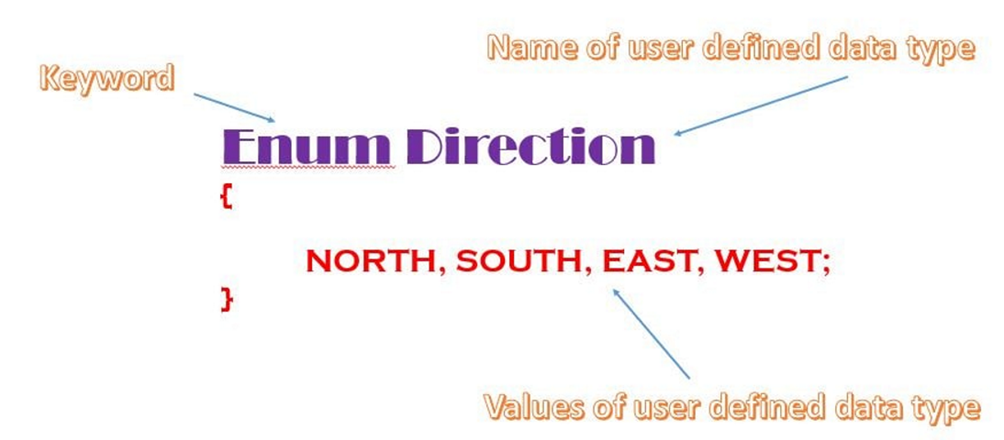 Name of user defined data type
Keyword
Enum Direction
{
NORTH, SOUTH, EAST, WEST;
}
Values of user defined data type